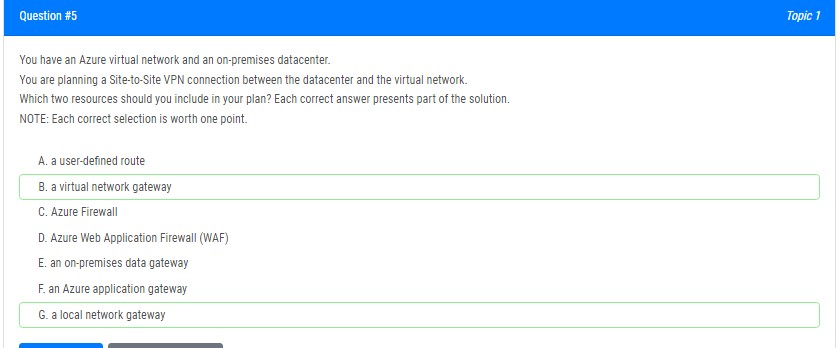 Question #5
Topic 1
You have an Azure virtual network and an on-premises datacenter.
You are planning a Site-to-Site VPN connection between the datacenter and the virtual network.
Which two resources should you include in your plan? Each correct answer presents part of the solution.
NOTE: Each correct selection is worth one point.
A. a user-defined route
B. a virtual network gateway
C. Azure Firewall
D. Azure Web Application Firewall (WAF)
E. an on-premises data gateway
F. an Azure application gateway
G. a local network gateway